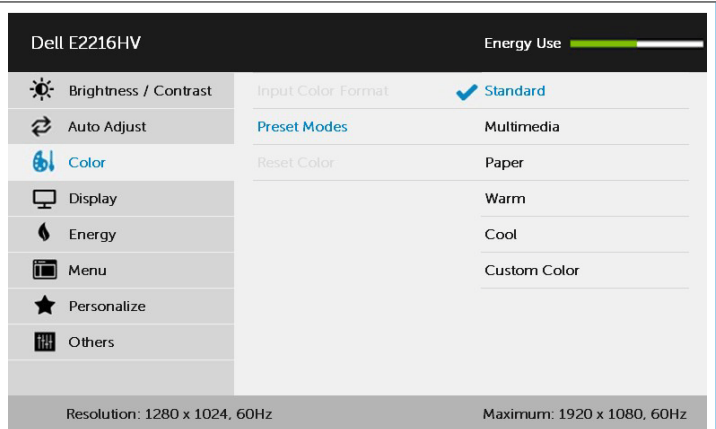 Dell E2216HV Energy Use
Brightness / Contrast Input Color Format Standard
Auto Adjust Preset Modes Multimedia
Color Reset Color Paper
Display Warm
Energy Cool
Menu Custom Color
Personalize
Others
Resolution: 1280 x 1024, 60Hz Maximum: 1920 x 1080, 60Hz